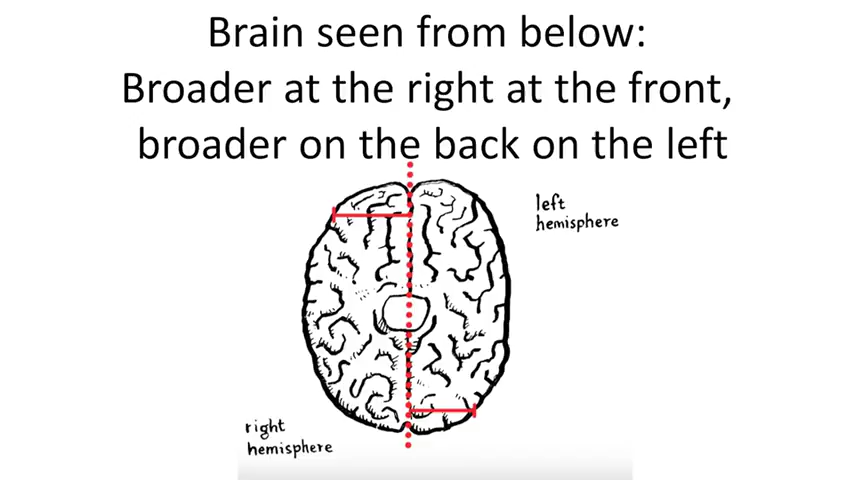 Brain seen from below:
Broader at the right at the front,
broader on the back on the left
left
hemisphere
right
hemisphere